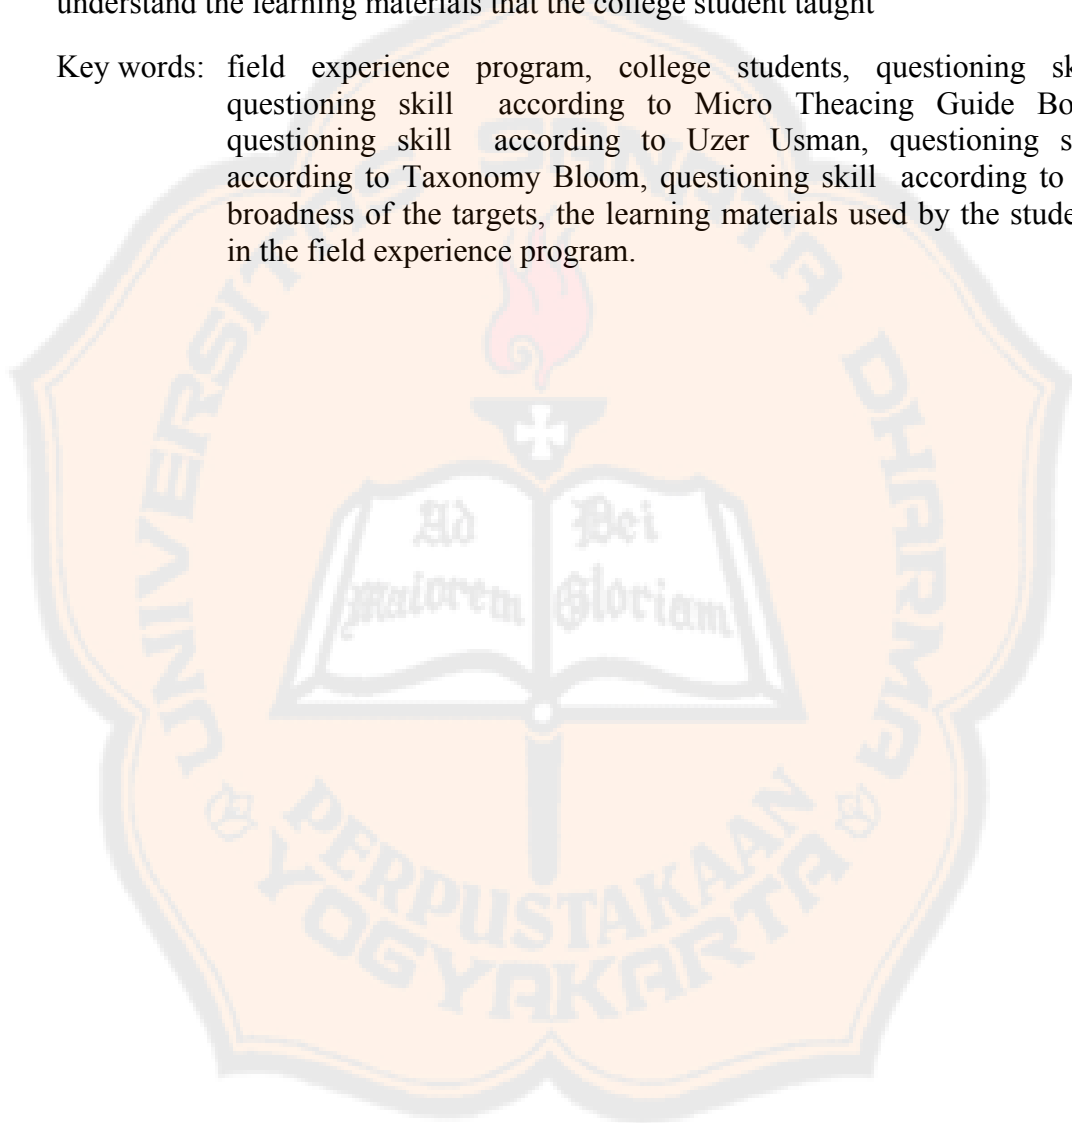 understand the learning materials that the college student taught
Key words: field experience program, college students, questioning
questioning skill according to Micro Theacing Guide
questioning skill according to Uzer Usman, questioning
according to Taxonomy Bloom, questioning skill according to
broadness of the targets, the learning materials used by the
in the field experience program.
UNIVERSITAS SANATA DHARMA
Ad Dei
Maiorem Gloriam
PERPUSTAKAAN
YOGYAKARTA